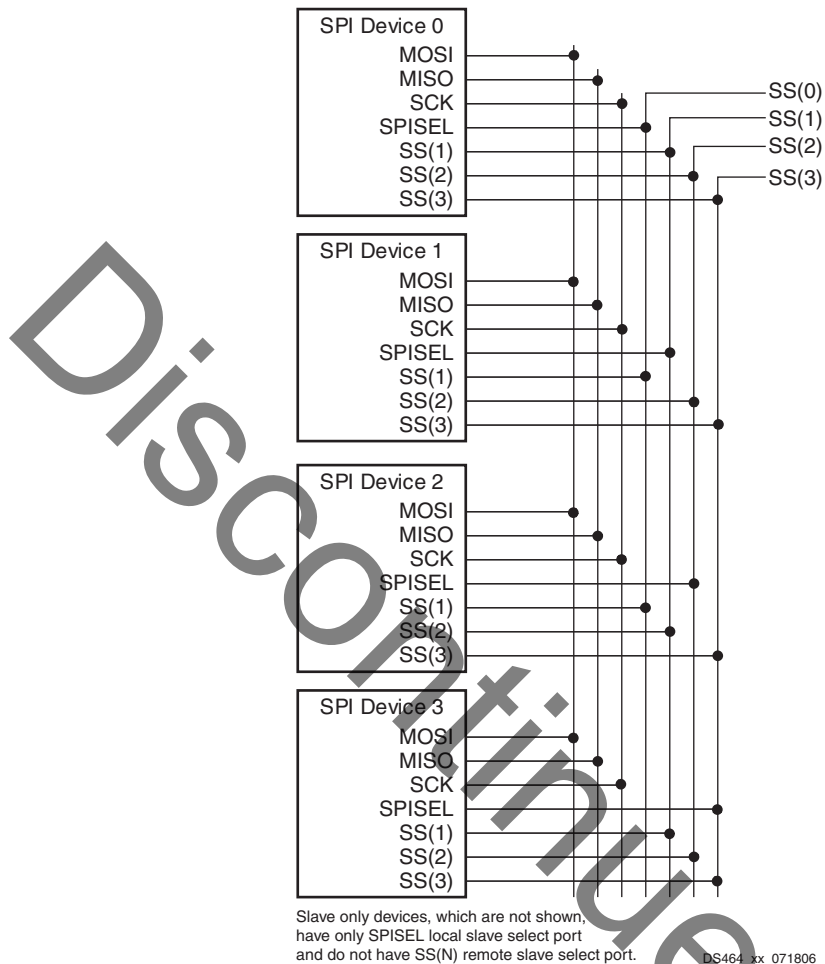 SPI Device 0
MOSI
MISO
SCK
SPISEL
SS(1)
SS(2)
SS(3)
SS(0)
SS(1)
SS(2)
SS(3)
SPI Device 1
MOSI
MISO
SCK
SPISEL
SS(1)
SS(2)
SS(3)
SPI Device 2
MOSI
MISO
SCK
SPISEL
SS(1)
SS(2)
SS(3)
SPI Device 3
MOSI
MISO
SCK
SPISEL
SS(1)
SS(2)
SS(3)
Slave only devices, which are not shown,
have only SPISEL local slave select port
and do not have SS(N) remote slave select port.
DS464_xx_071806
Discontinue